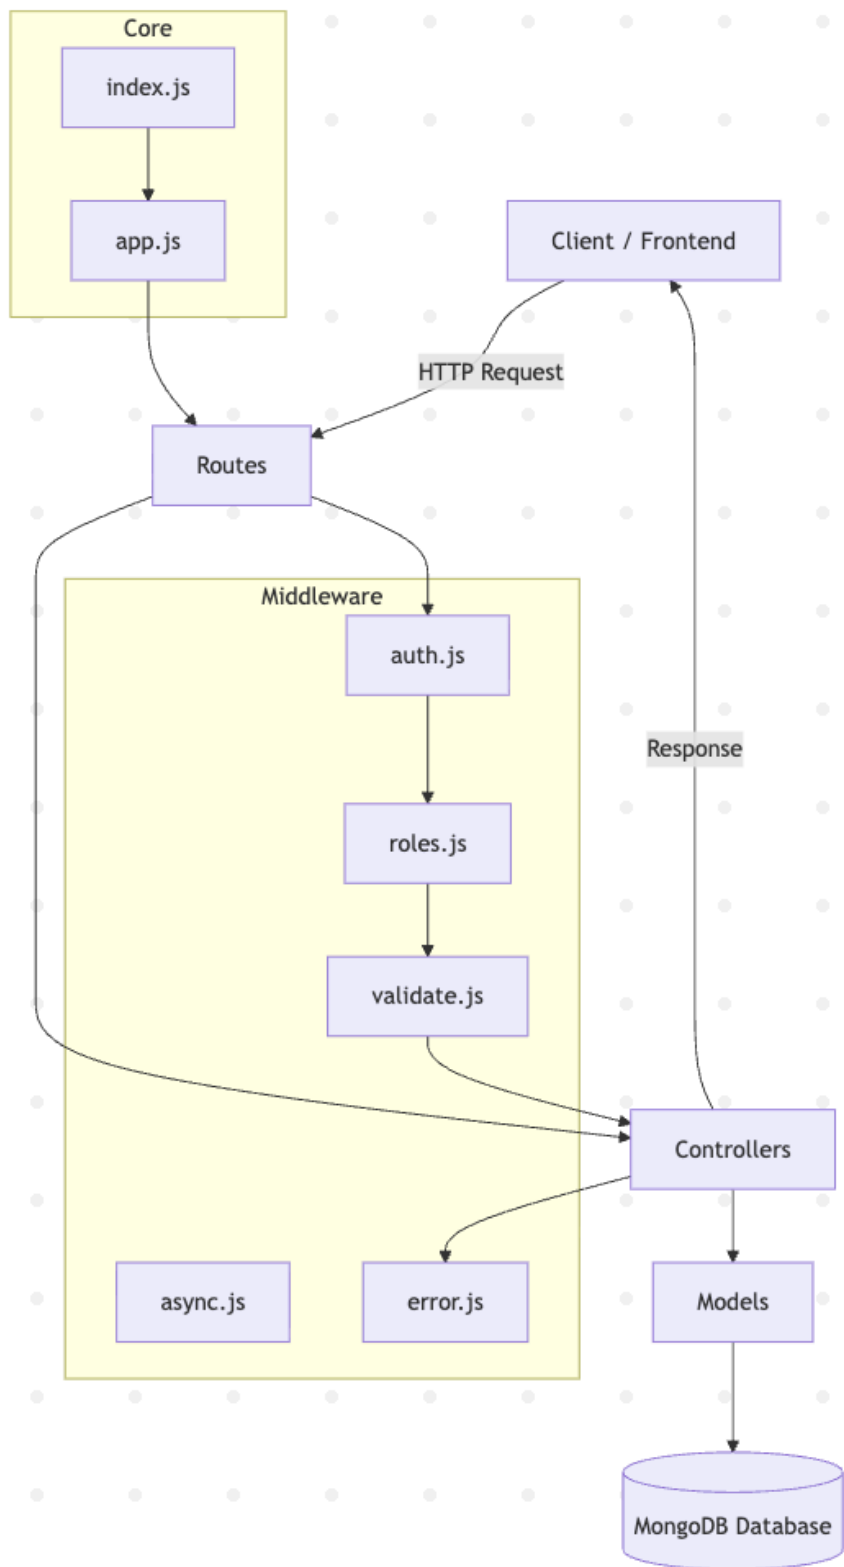 Core
index.js
app.js
Client / Frontend
HTTP Request
Routes
Middleware
auth.js
Response
roles.js
validate.js
Controllers
async.js
error.js
Models
MongoDB Database